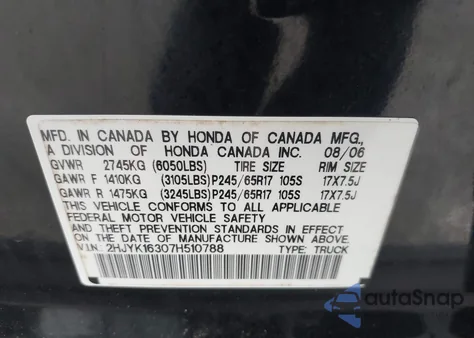 MFD. IN CANADA BY HONDA OF CANADA MFG.,
A DIVISION OF HONDA CANADA INC. 08/06
GVWR 2745KG (6050LBS) TIRE SIZE RIM SIZE
GAWR F 1410KG (3105LBS) P245/65R17 105S 17X7.5J
GAWR R 1475KG (3245LBS) P245/65R17 105S 17X7.5J
THIS VEHICLE CONFORMS TO ALL APPLICABLE
FEDERAL MOTOR VEHICLE SAFETY
AND THEFT PREVENTION STANDARDS IN EFFECT
ON THE DATE OF MANUFACTURE SHOWN ABOVE.
V.I.N. 2HJYK16307H510788 TYPE: TRUCK
autoSnap